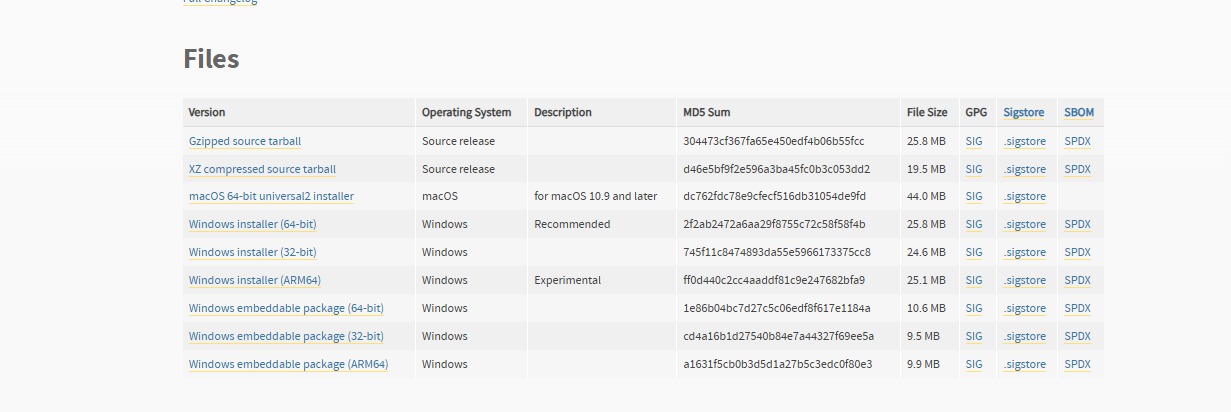 Full Changelog
Files
Version Operating System Description MD5 Sum File Size GPG Sigstore SBOM
Gzipped source tarball Source release 304473cf367fa65e450edf4b06b55fcc 25.8 MB SIG .sigstore SPDX
XZ compressed source tarball Source release d46e5bf9f2e596a3ba45fc0b3c053dd2 19.5 MB SIG .sigstore SPDX
macOS 64-bit universal2 installer macOS for macOS 10.9 and later dc762fdc78e9cfecf516db31054de9fd 44.0 MB SIG .sigstore
Windows installer (64-bit) Windows Recommended 2f2ab2472a6aa29f8755c72c58f58f4b 25.8 MB SIG .sigstore SPDX
Windows installer (32-bit) Windows 745f11c8474893da55e5966173375cc8 24.6 MB SIG .sigstore SPDX
Windows installer (ARM64) Windows Experimental ff0d440c2cc4aaddf81c9e247682bfa9 25.1 MB SIG .sigstore SPDX
Windows embeddable package (64-bit) Windows 1e86b04bc7d27c5c06edf8f617e1184a 10.6 MB SIG .sigstore SPDX
Windows embeddable package (32-bit) Windows cd4a16b1d27540b84e7a44327f69ee5a 9.5 MB SIG .sigstore SPDX
Windows embeddable package (ARM64) Windows a1631f5cb0b3d5d1a27b5c3edc0f80e3 9.9 MB SIG .sigstore SPDX